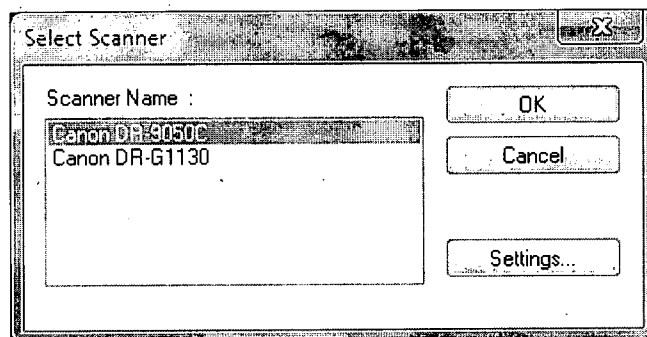 Select Scanner
Scanner Name :
Canon DR-9050C
Canon DR-G1130
OK
Cancel
Settings...